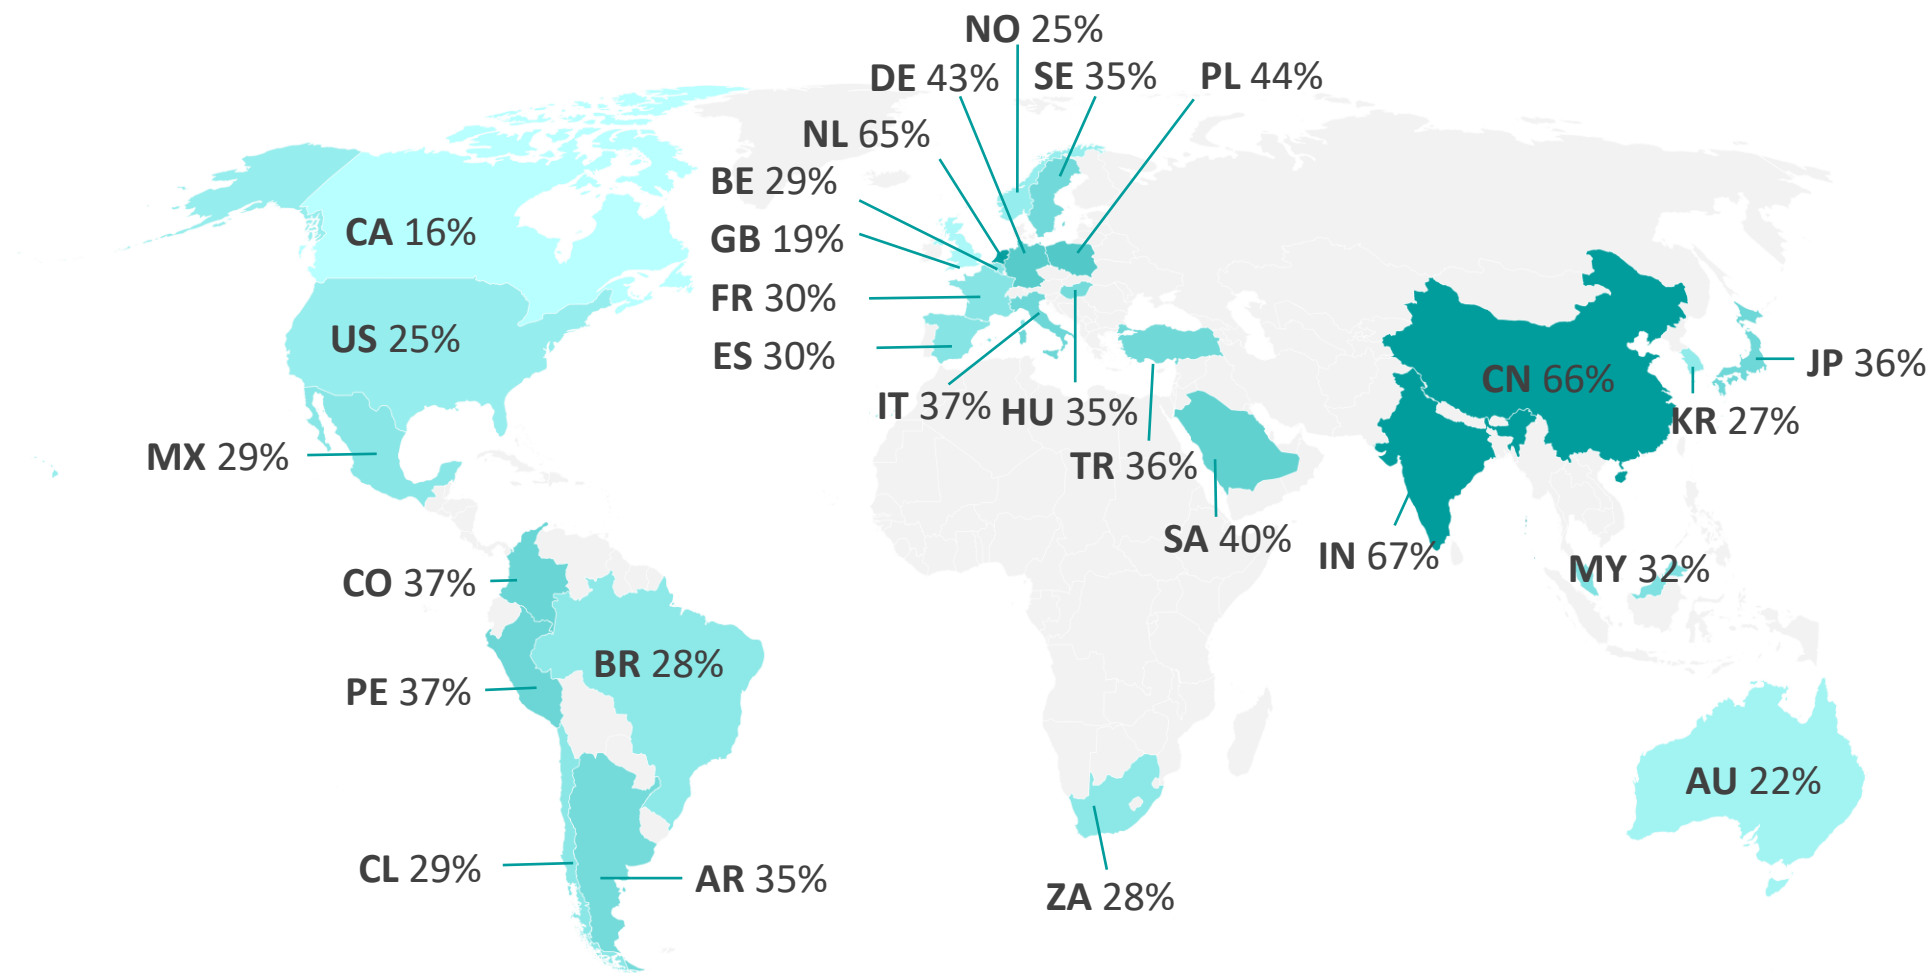 NO 25%
DE 43%
SE 35%
PL 44%
NL 65%
BE 29%
CA 16%
GB 19%
FR 30%
US 25%
ES 30%
JP 36%
CN 66%
IT 37%
HU 35%
KR 27%
MX 29%
TR 36%
SA 40%
IN 67%
MY 32%
CO 37%
BR 28%
PE 37%
AU 22%
CL 29%
AR 35%
ZA 28%